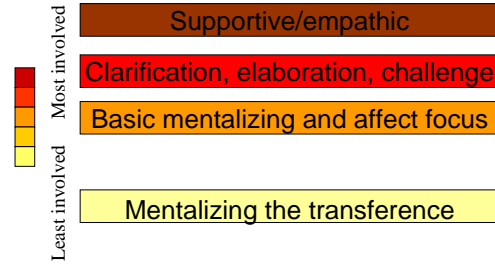 Supportive/empathic
Most involved
Clarification, elaboration, challenge
Basic mentalizing and affect focus
Least involved
Mentalizing the transference